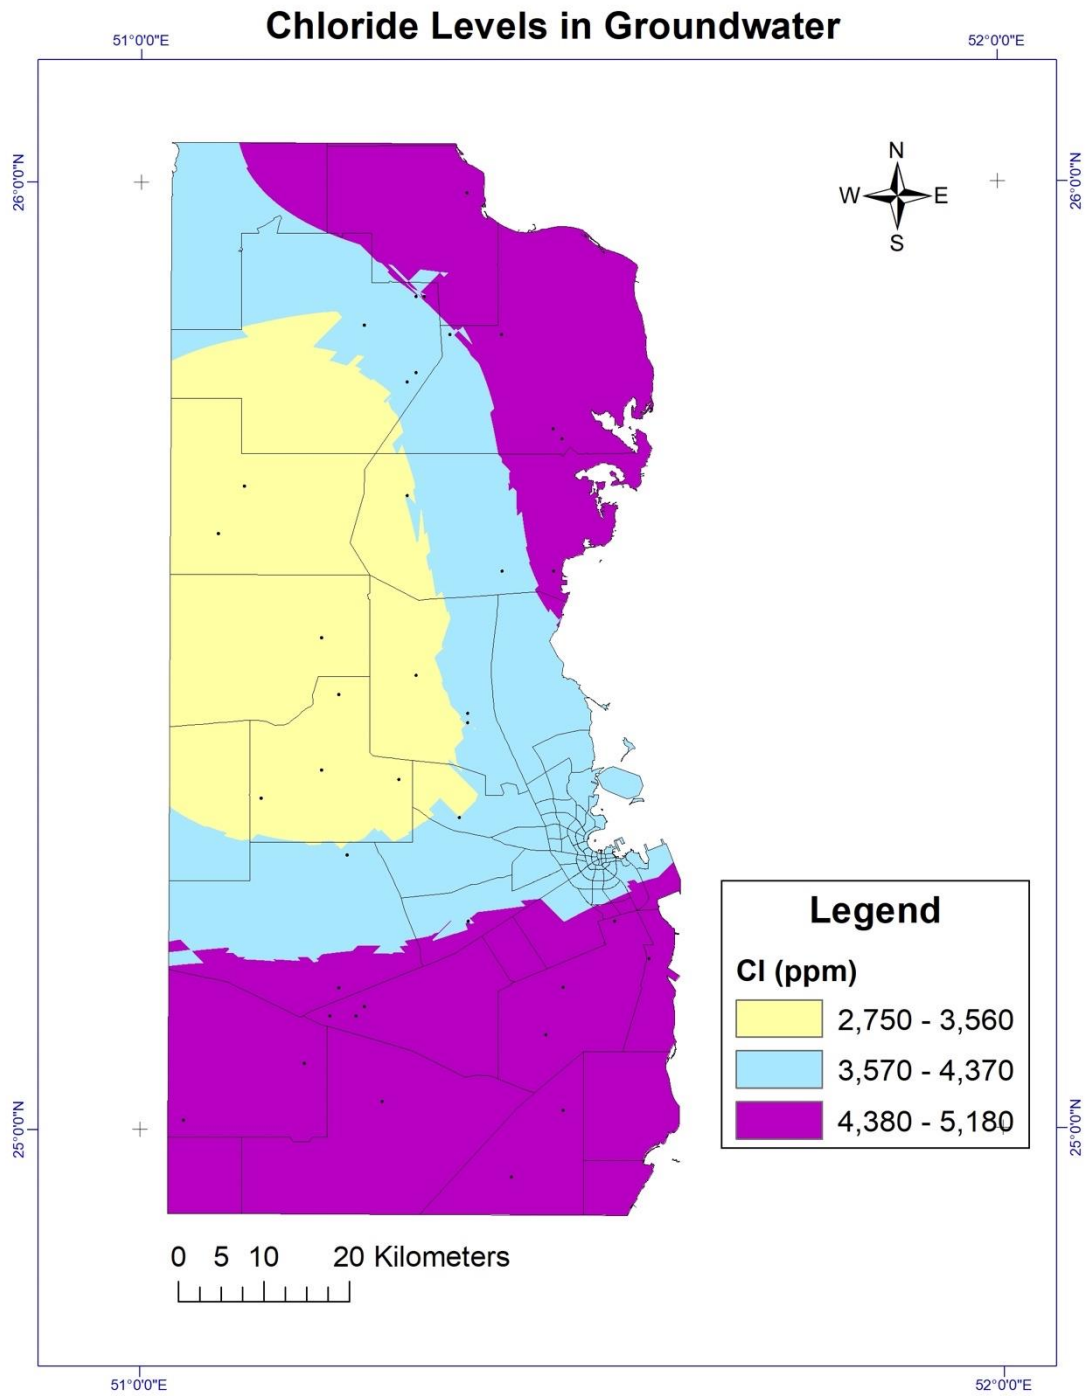 Chloride Levels in Groundwater
51°0'0"E
52°0'0"E
26°0'0"N
26°0'0"N
N
W
E
S
Legend
Cl (ppm)
2,750 - 3,560
3,570 - 4,370
4,380 - 5,180
25°0'0"N
25°0'0"N
0 5 10 20 Kilometers
51°0'0"E
52°0'0"E